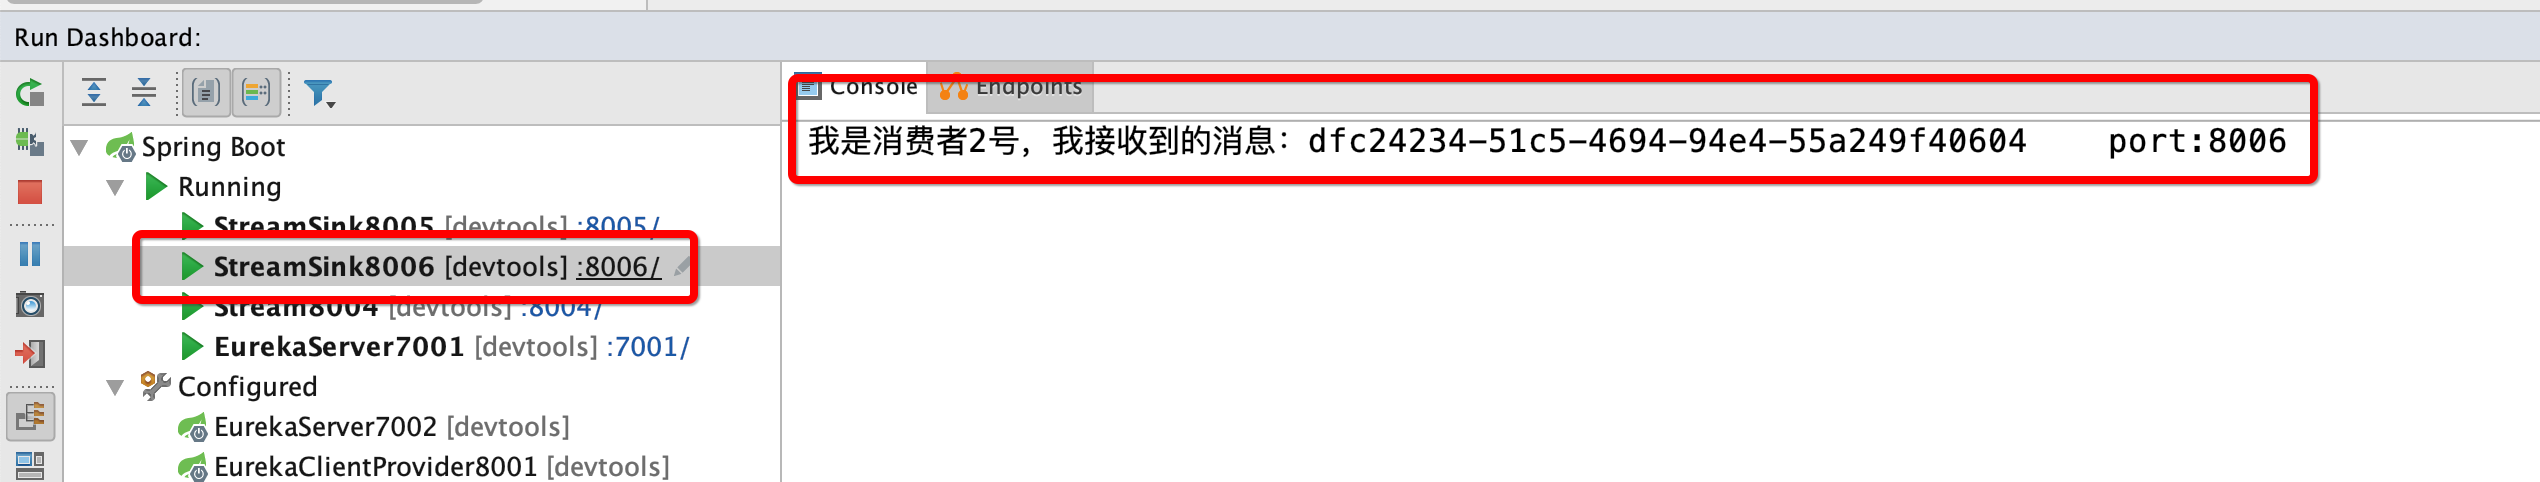 Run Dashboard:
Console
Endpoints
Spring Boot
Running
StreamSink8005 [devtools] :8005/
StreamSink8006 [devtools] :8006/
Stream8004 [devtools] :8004/
EurekaServer7001 [devtools] :7001/
Configured
EurekaServer7002 [devtools]
EurekaClientProvider8001 [devtools]
我是消费者2号，我接收到的消息：dfc24234-51c5-4694-94e4-55a249f40604 port:8006